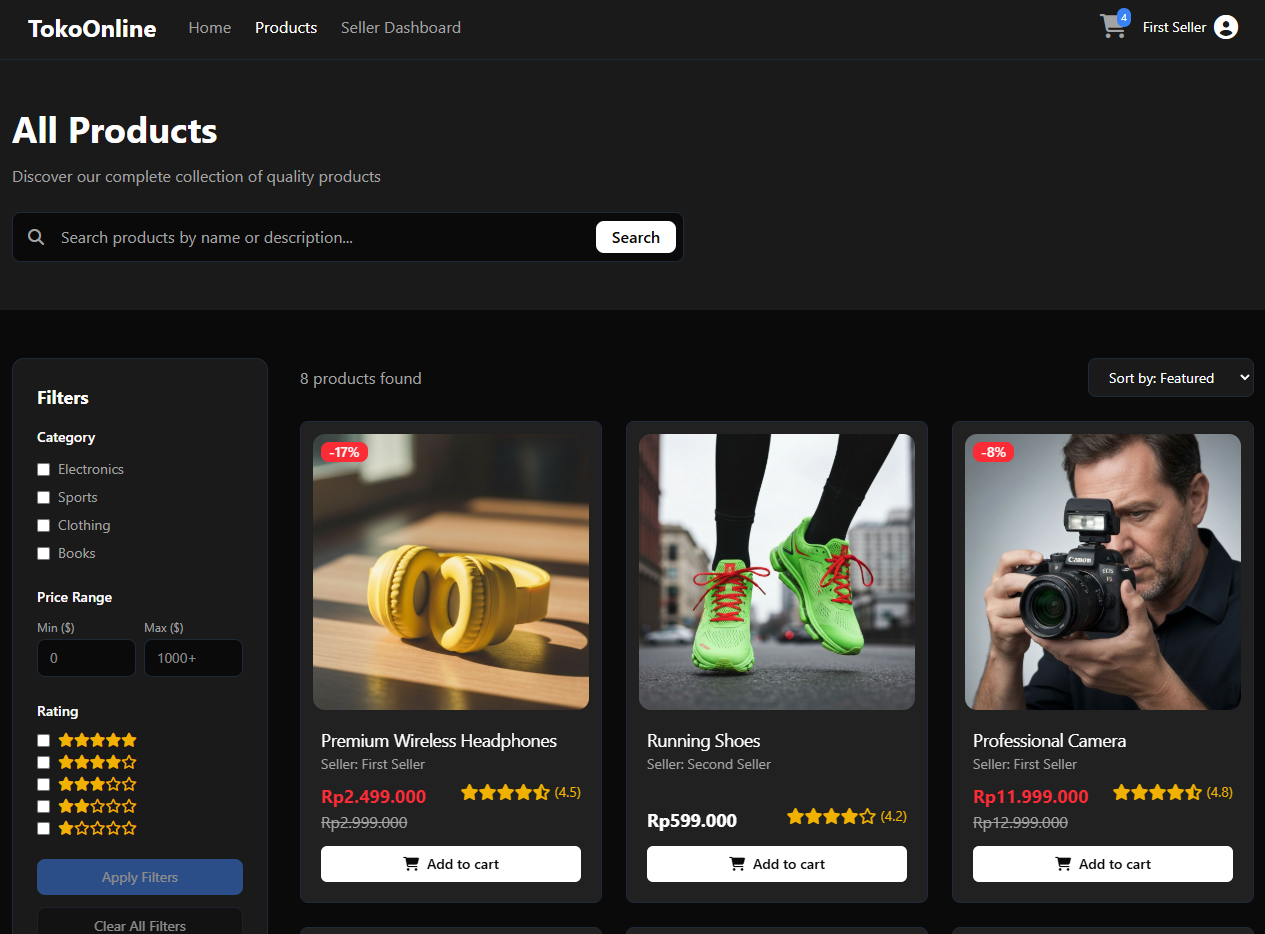 TokoOnline
Home
Products
Seller Dashboard
4
First Seller
All Products
Discover our complete collection of quality products
Search products by name or description...
Search
Filters
Category
Electronics
Sports
Clothing
Books
Price Range
Min ($)
Max ($)
0
1000+
Rating
Apply Filters
Clear All Filters
8 products found
Sort by: Featured
-17%
Premium Wireless Headphones
Seller: First Seller
Rp2.499.000
(4.5)
Rp2.999.000
Add to cart
Running Shoes
Seller: Second Seller
Rp599.000
(4.2)
Add to cart
-8%
Canon
EOS
Professional Camera
Seller: First Seller
Rp11.999.000
(4.8)
Rp12.999.000
Add to cart